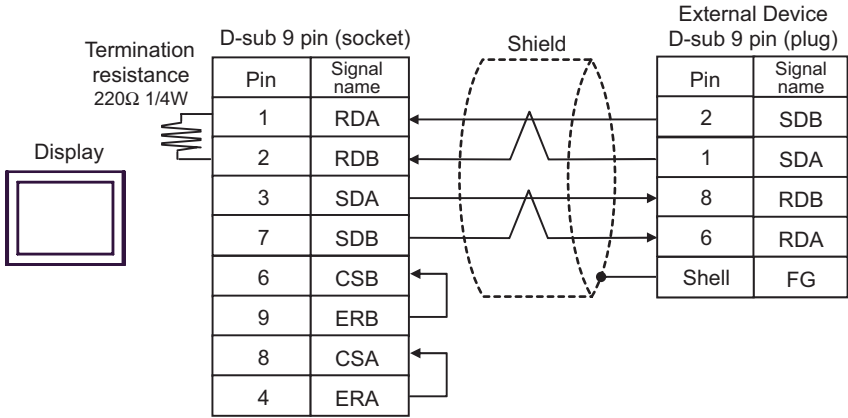 External Device
D-sub 9 pin (socket)
Shield
D-sub 9 pin (plug)
Termination
resistance
220Ω 1/4W
Display
Pin Signal name
1 RDA
2 RDB
3 SDA
7 SDB
6 CSB
9 ERB
8 CSA
4 ERA
Pin Signal name
2 SDB
1 SDA
8 RDB
6 RDA
Shell FG